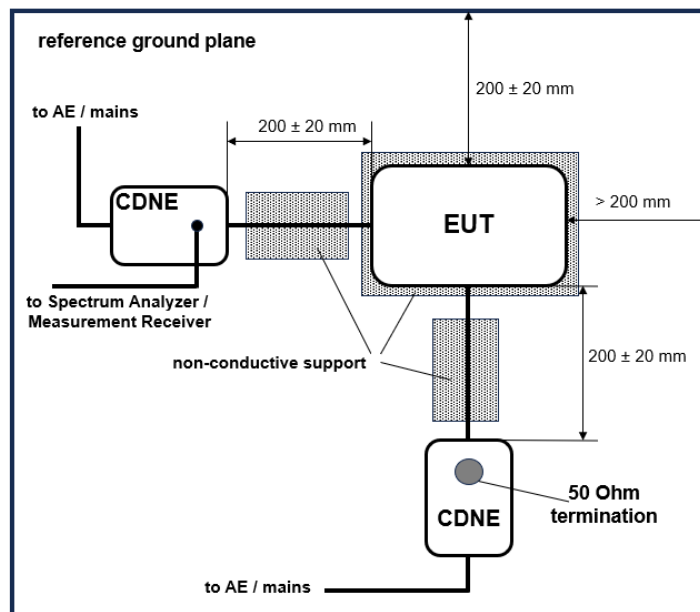 reference ground plane
200 ± 20 mm
to AE / mains
200 ± 20 mm
CDNE
EUT
> 200 mm
to Spectrum Analyzer /
Measurement Receiver
non-conductive support
200 ± 20 mm
50 Ohm
termination
CDNE
to AE / mains